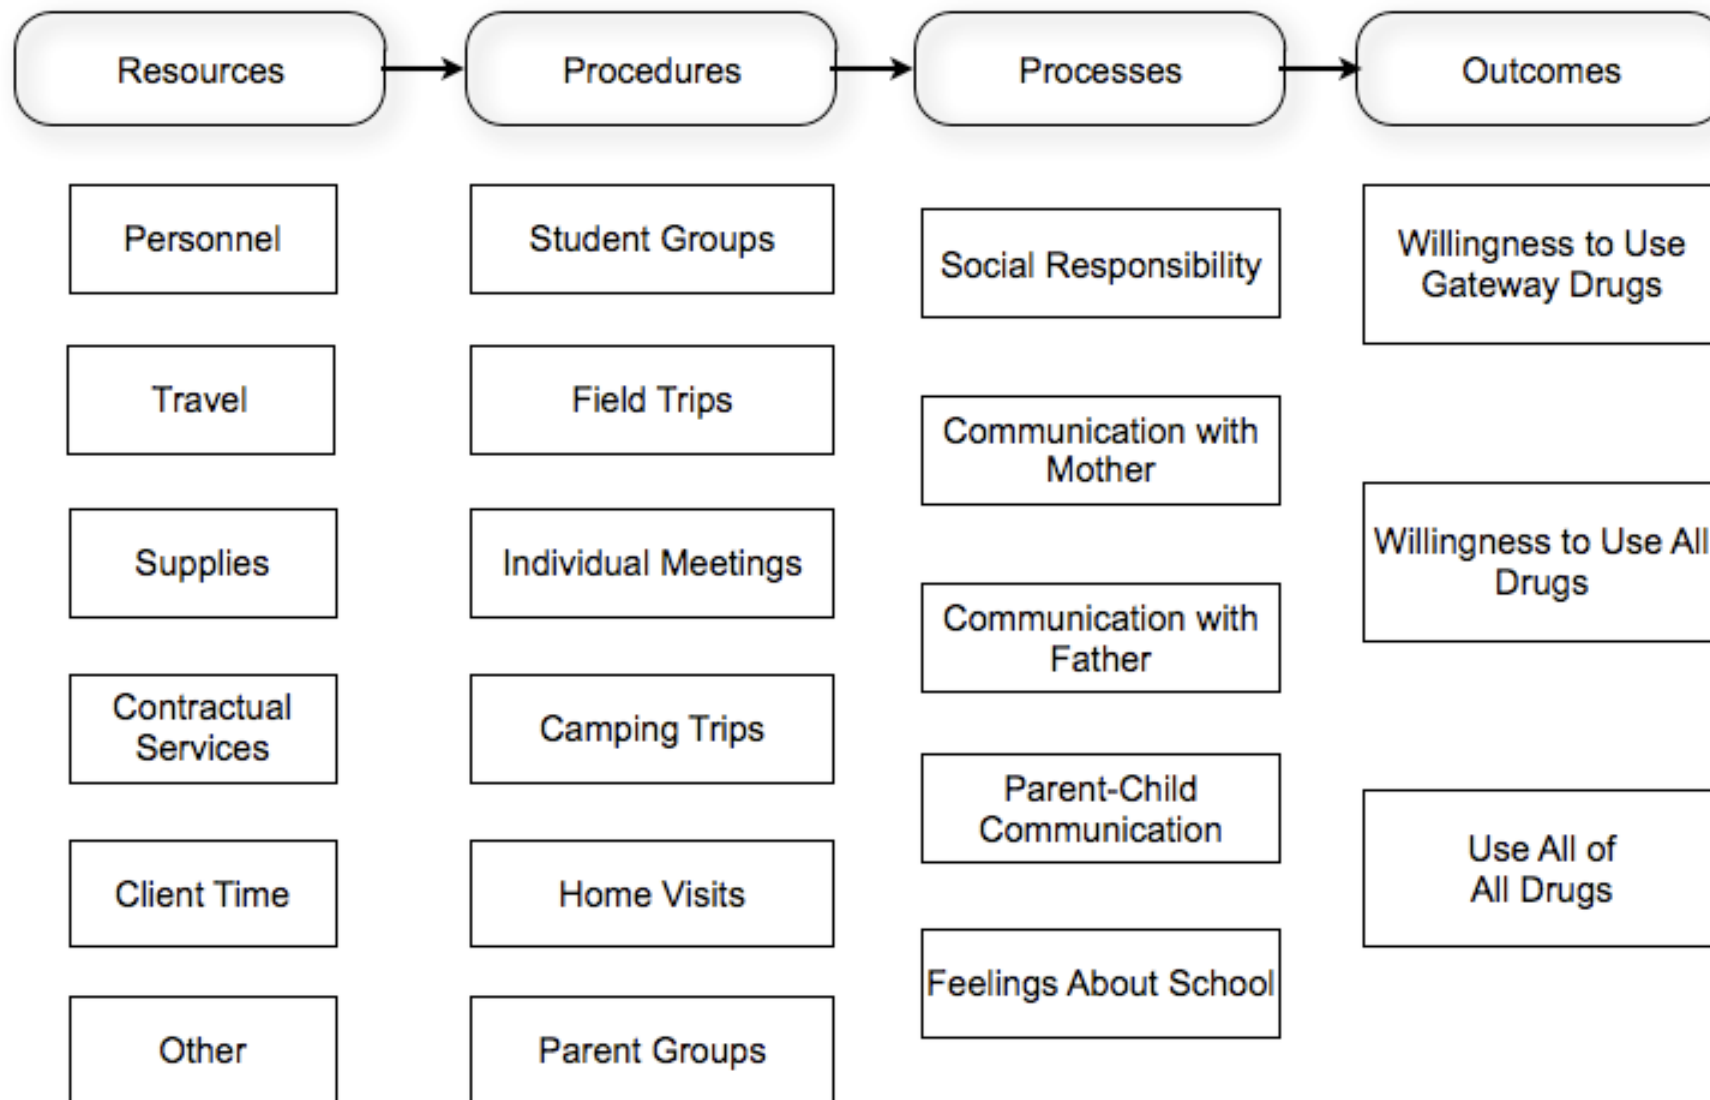 Resources
Procedures
Processes
Outcomes
Personnel
Travel
Supplies
Contractual
Services
Client Time
Other
Student Groups
Field Trips
Individual Meetings
Camping Trips
Home Visits
Parent Groups
Social Responsibility
Communication with
Mother
Communication with
Father
Parent-Child
Communication
Feelings About School
Willingness to Use
Gateway Drugs
Willingness to Use All
Drugs
Use All of
All Drugs